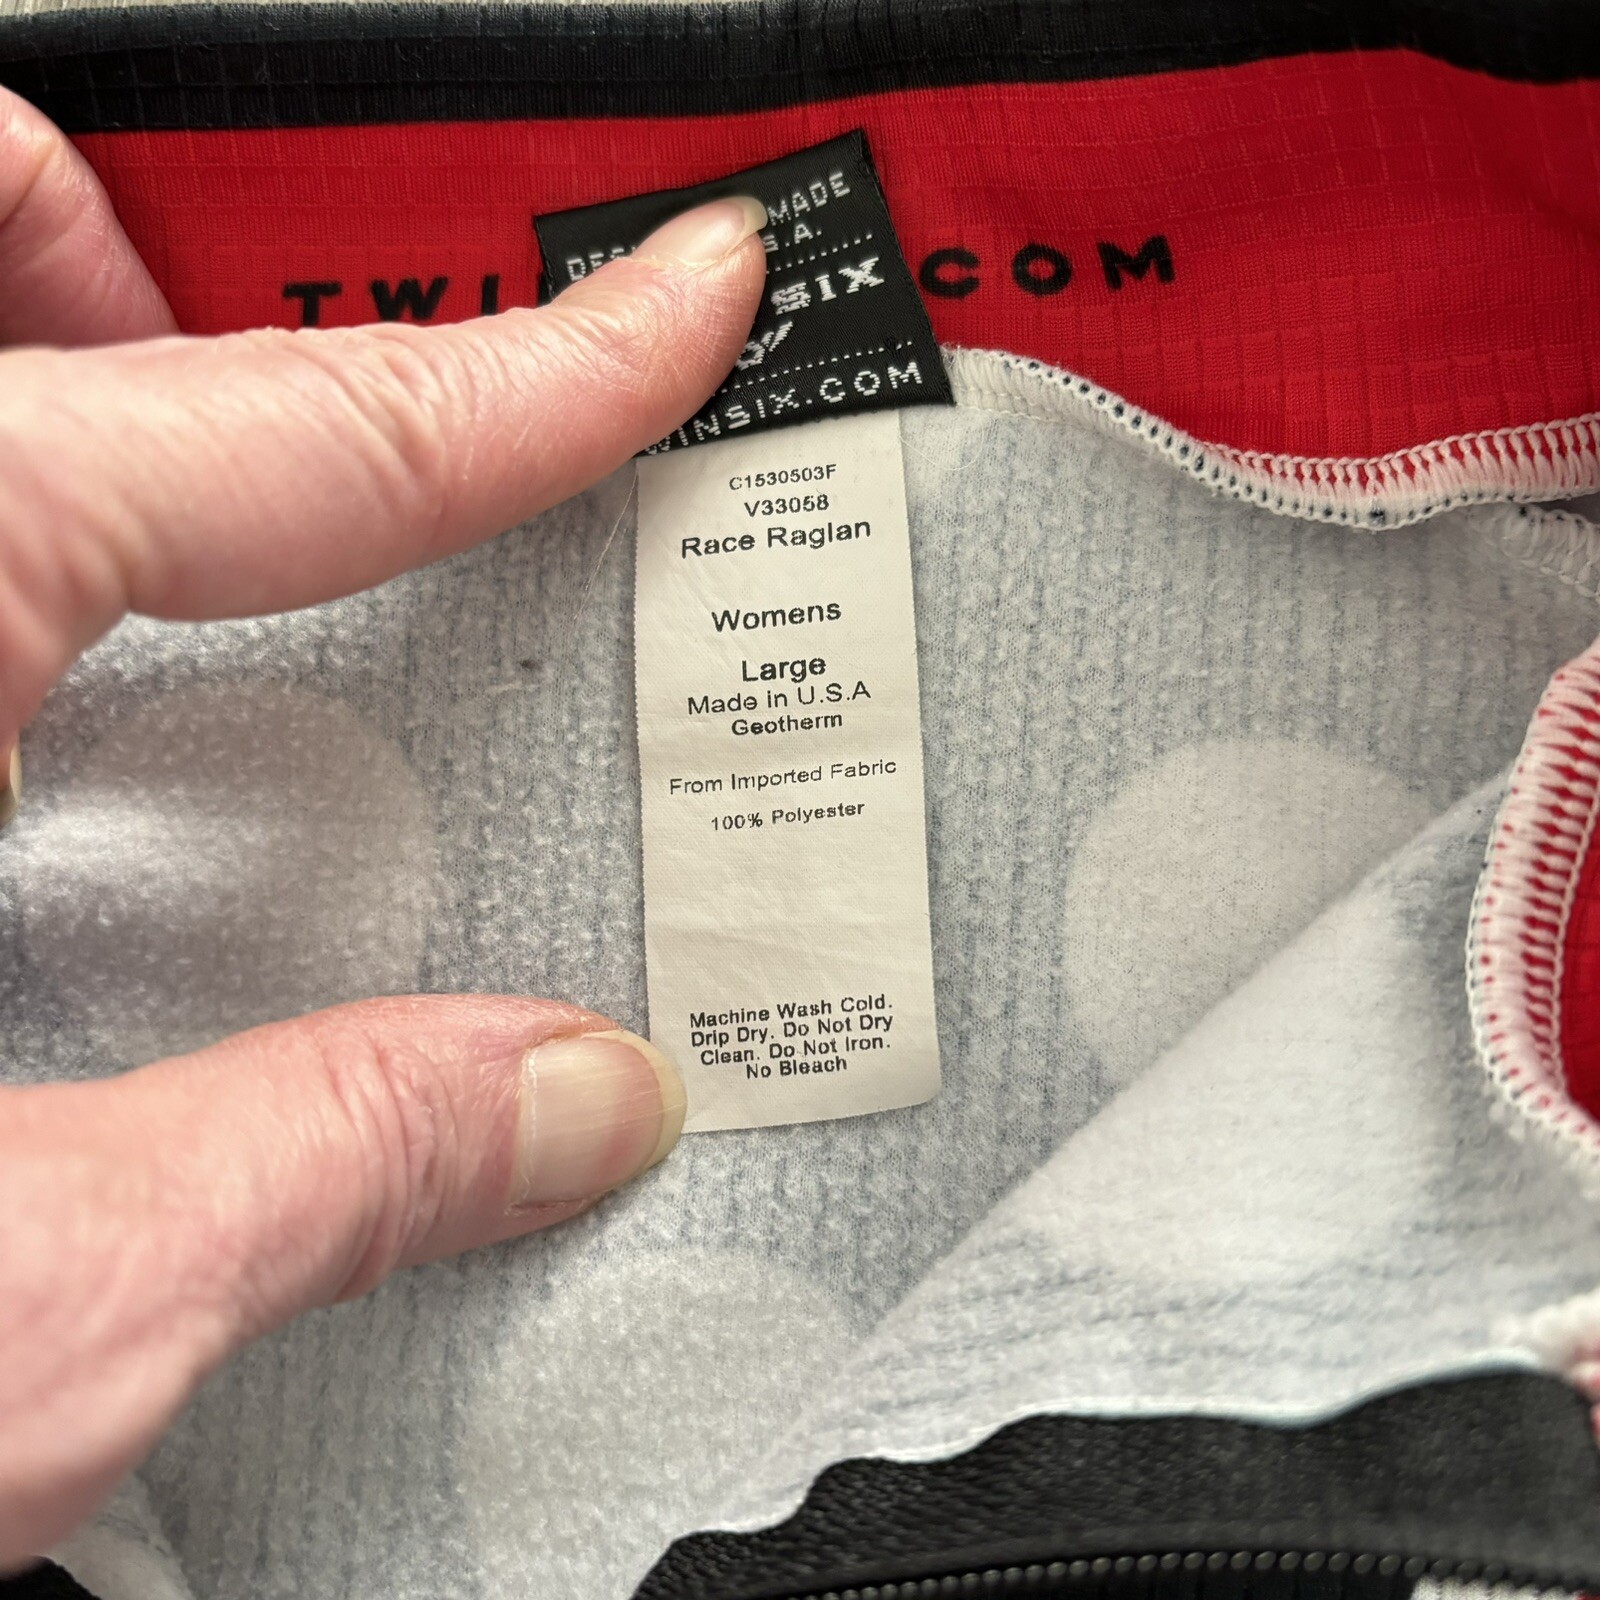 MADE
S.A.
TWI COM
SIX
WINSIX.COM
C1530503F
V33058
Race Raglan
Womens
Large
Made in U.S.A
Geotherm
From Imported Fabric
100% Polyester
Machine Wash Cold.
Drip Dry. Do Not Dry
Clean. Do Not Iron.
No Bleach